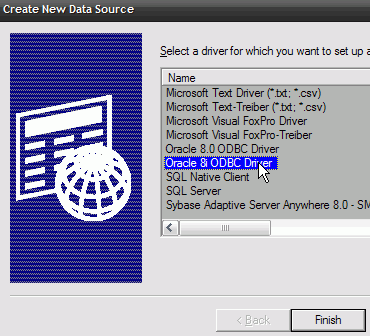 Create New Data Source
Select a driver for which you want to set up a
Name
Microsoft Text Driver (*.txt; *.csv)
Microsoft Text-Treiber (*.txt; *.csv)
Microsoft Visual FoxPro Driver
Microsoft Visual FoxPro-Treiber
Oracle 8.0 ODBC Driver
Oracle 8i ODBC Driver
SQL Native Client
SQL Server
Sybase Adaptive Server Anywhere 8.0 - SM
< Back
Finish